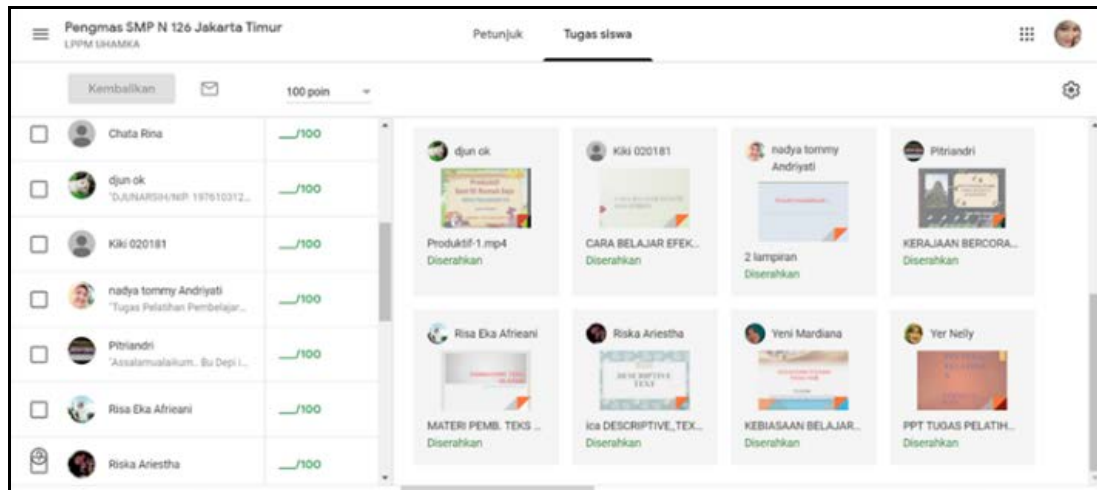 Pengmas SMP N 126 Jakarta Timur
LPPM UHAMKA
Petunjuk
Tugas siswa
Kembalikan
100 poin
Chata Rina
__/100
djun ok
"DJUNARSIH/NIP. 197610312...
__/100
Kiki 020181
__/100
nadya tommy Andriyati
"Tugas Pelatihan Pembelajar...
__/100
Pitriandri
"Assalamualaikum.. Bu Depi i...
__/100
Risa Eka Afrieani
__/100
Riska Ariestha
__/100
djun ok
Produktif
Saat Di Rumah Saja
Produktif-1.mp4
Diserahkan
Kiki 020181
CARA BELAJAR EFEK...
Diserahkan
nadya tommy
Andriyati
2 lampiran
Diserahkan
Pitriandri
KERAJAAN BERCORA...
Diserahkan
Risa Eka Afrieani
MATERI PEMB. TEKS ...
Diserahkan
Riska Ariestha
DESCRIPTIVE
TEXT
ica DESCRIPTIVE_TEX...
Diserahkan
Yeni Mardiana
KEBIASAAN BELAJAR...
Diserahkan
Yer Nelly
PPT TUGAS PELATIH...
Diserahkan